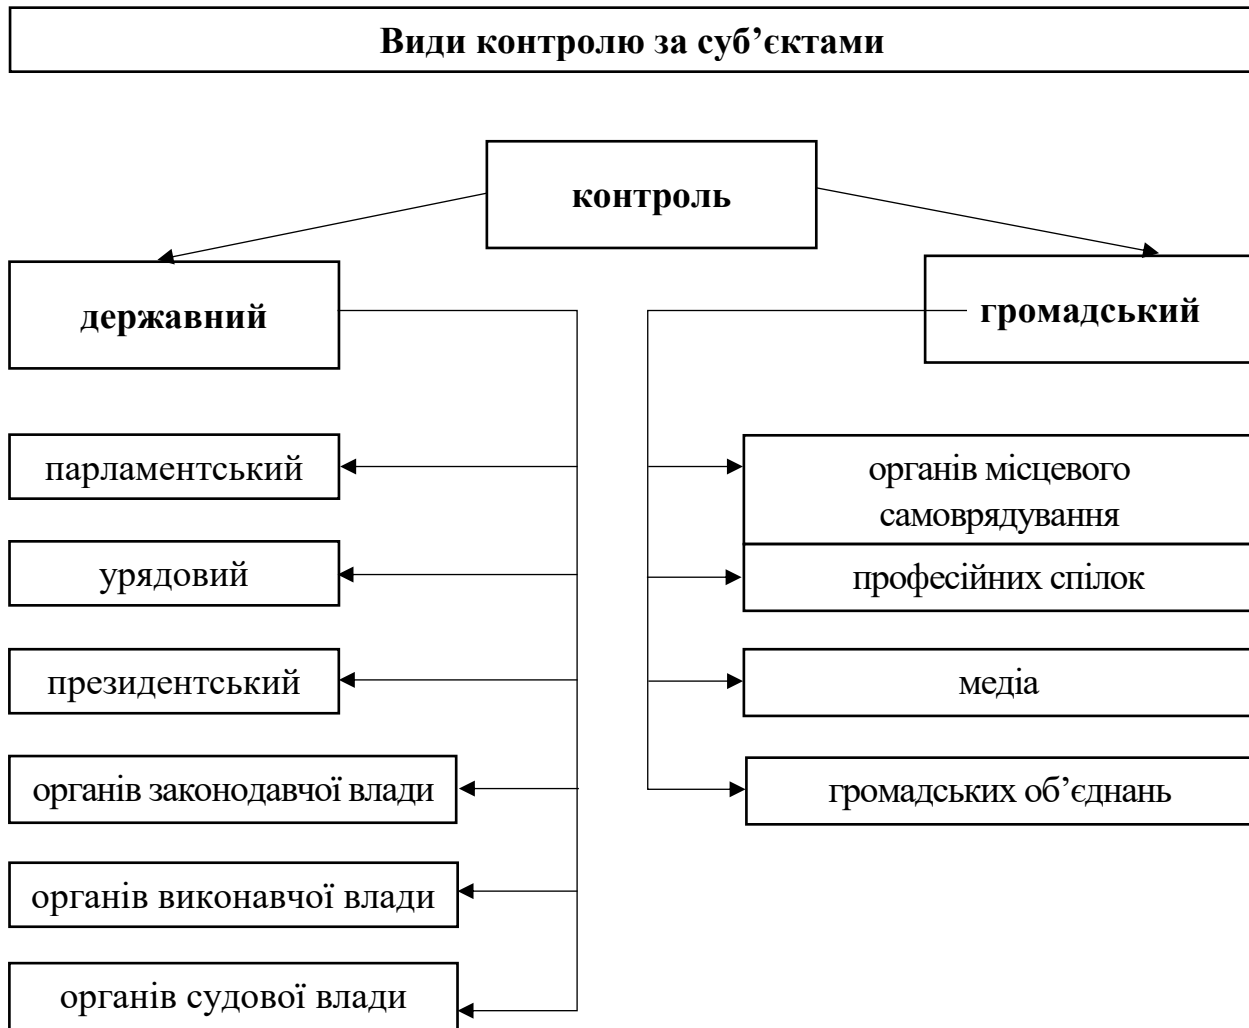 Види контролю за суб’єктами
контроль
державний
громадський
парламентський
урядовий
президентський
органів законодавчої влади
органів виконавчої влади
органів судової влади
органів місцевого
самоврядування
професійних спілок
медіа
громадських об’єднань